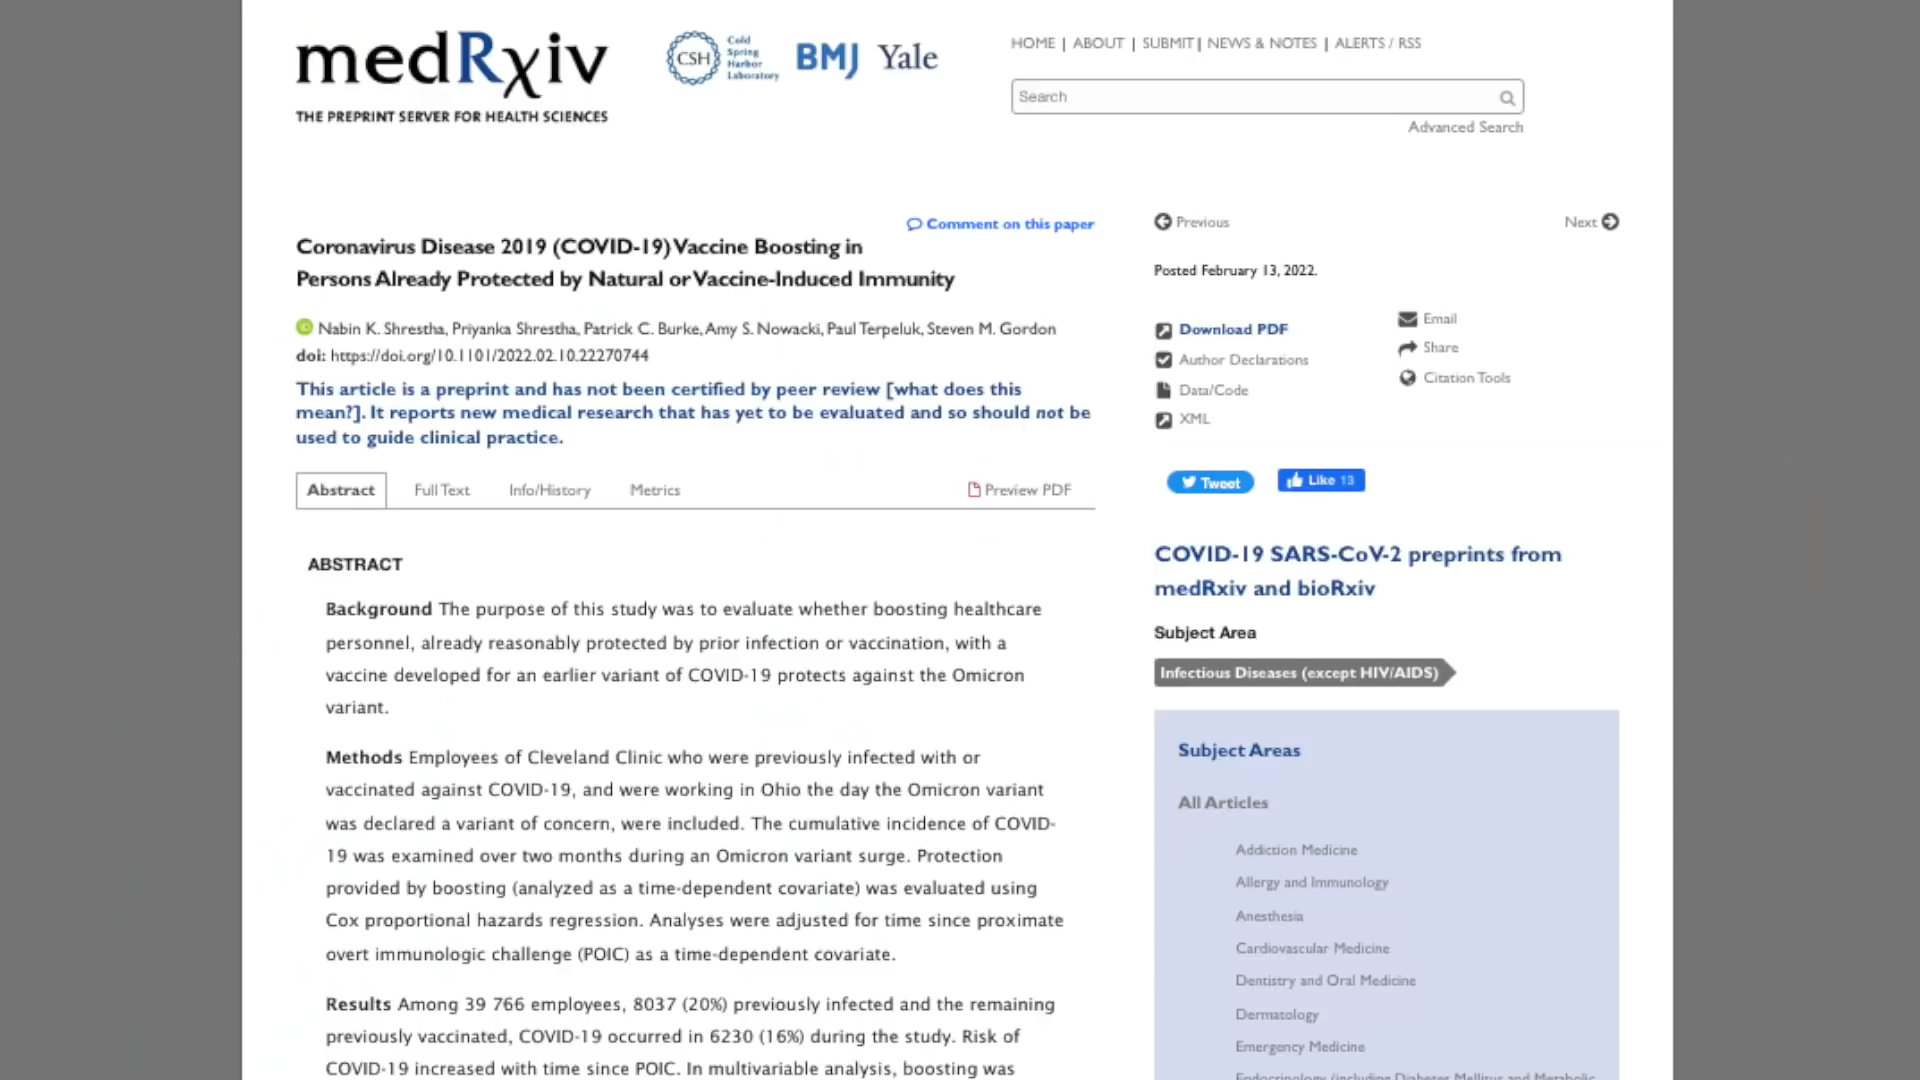 medRxiv
THE PREPRINT SERVER FOR HEALTH SCIENCES
CSH
Cold
Spring
Harbor
Laboratory
BMJ
Yale
HOME | ABOUT | SUBMIT | NEWS & NOTES | ALERTS / RSS
Search
Advanced Search
Comment on this paper
Coronavirus Disease 2019 (COVID-19) Vaccine Boosting in
Persons Already Protected by Natural or Vaccine-Induced Immunity
iD Nabin K. Shrestha, Priyanka Shrestha, Patrick C. Burke, Amy S. Nowacki, Paul Terpeluk, Steven M. Gordon
doi: https://doi.org/10.1101/2022.02.10.22270744
This article is a preprint and has not been certified by peer review [what does this
mean?]. It reports new medical research that has yet to be evaluated and so should not be
used to guide clinical practice.
Abstract Full Text Info/History Metrics Preview PDF
ABSTRACT
Background The purpose of this study was to evaluate whether boosting healthcare
personnel, already reasonably protected by prior infection or vaccination, with a
vaccine developed for an earlier variant of COVID-19 protects against the Omicron
variant.
Methods Employees of Cleveland Clinic who were previously infected with or
vaccinated against COVID-19, and were working in Ohio the day the Omicron variant
was declared a variant of concern, were included. The cumulative incidence of COVID-
19 was examined over two months during an Omicron variant surge. Protection
provided by boosting (analyzed as a time-dependent covariate) was evaluated using
Cox proportional hazards regression. Analyses were adjusted for time since proximate
overt immunologic challenge (POIC) as a time-dependent covariate.
Results Among 39 766 employees, 8037 (20%) previously infected and the remaining
previously vaccinated, COVID-19 occurred in 6230 (16%) during the study. Risk of
COVID-19 increased with time since POIC. In multivariable analysis, boosting was
Previous Next
Posted February 13, 2022.
Download PDF
Author Declarations
Data/Code
XML
Email
Share
Citation Tools
Tweet
Like 13
COVID-19 SARS-CoV-2 preprints from
medRxiv and bioRxiv
Subject Area
Infectious Diseases (except HIV/AIDS)
Subject Areas
All Articles
Addiction Medicine
Allergy and Immunology
Anesthesia
Cardiovascular Medicine
Dentistry and Oral Medicine
Dermatology
Emergency Medicine
Endocrinology (including Diabetes Mellitus and Metabolic